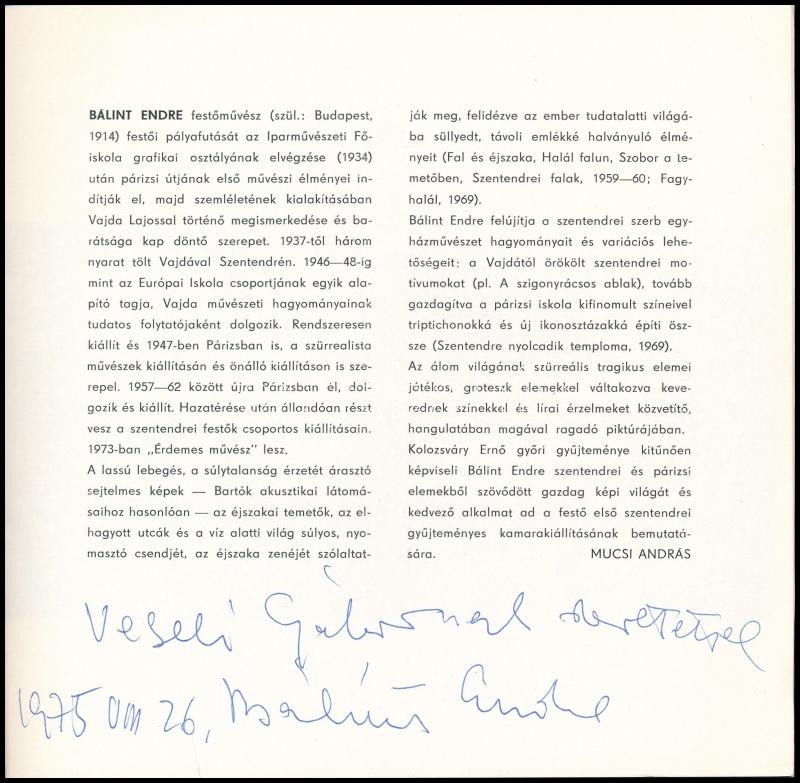 BÁLINT ENDRE festőművész (szül.: Budapest,
1914) festői pályafutását az Iparművészeti Fő-
iskola grafikai osztályának elvégzése (1934)
után párizsi útjának első művészi élményei in-
dítják el, majd szemléletének kialakításában
Vajda Lajossal történő megismerkedése és ba-
rátsága kap döntő szerepet. 1937-től három
nyarat tölt Vajdával Szentendrén. 1946—48-ig
mint az Európai Iskola csoportjának egyik ala-
pító tagja, Vajda művészeti hagyományainak
tudatos folytatójaként dolgozik. Rendszeresen
kiállít és 1947-ben Párizsban is, a szürrealista
művészek kiállításán és önálló kiállításon is sze-
repel. 1957—62 között újra Párizsban él, dol-
gozik és kiállít. Hazatérése után állandóan részt
vesz a szentendrei festők csoportos kiállításain.
1973-ban „Érdemes művész” lesz.
A lassú lebegés, a súlytalanság érzetét árasztó
sejtelmes képek — Bartók akusztikai látomá-
saihoz hasonlóan — az éjszakai temetők, az el-
hagyott utcák és a víz alatti világ súlyos, nyo-
masztó csendjét, az éjszaka zenéjét szólaltat-
ják meg, felidézve az ember tudatalatti világá-
ba süllyedt, távoli emlékké halványuló élmé-
nyeit (Fal és éjszaka, Halál falun, Szobor a te-
metőben, Szentendrei falak, 1959—60; Fagy-
halál, 1969).
Bálint Endre felújítja a szentendrei szerb egy-
házművészet hagyományait és variációs lehe-
tőségeit; a Vajdától örökölt szentendrei mo-
tívumokat (pl. A szigonyrácsos ablak), tovább
gazdagítva a párizsi iskola kifinomult színeivel
triptichonokká és új ikonosztázakká építi ösz-
sze (Szentendre nyolcadik temploma, 1969).
Az álom világának szürreális tragikus elemei
játékos, groteszk elemekkel váltakozva keve-
rednek színekkel és lírai érzelmeket közvetítő,
hangulatában magával ragadó piktúrájában.
Kolozsváry Ernő győri gyűjteménye kitűnően
képviseli Bálint Endre szentendrei és párizsi
elemekből szövődött gazdag képi világát és
kedvező alkalmat ad a festő első szentendrei
gyűjteményes kamarakiállításának bemutatá-
sára. MUCSI ANDRÁS
Gábornak szeretettel
1975 VIII 26, Bálint Endre